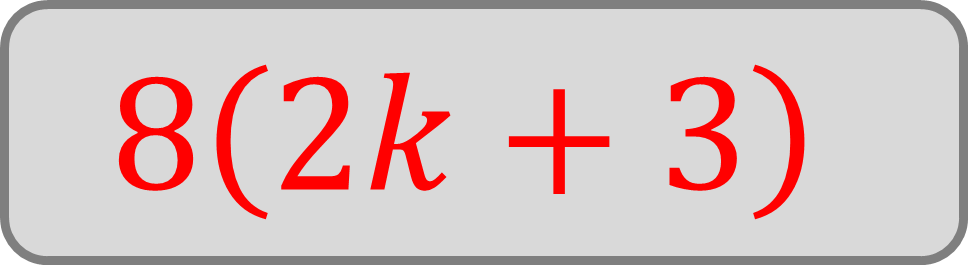 8(2k + 3)